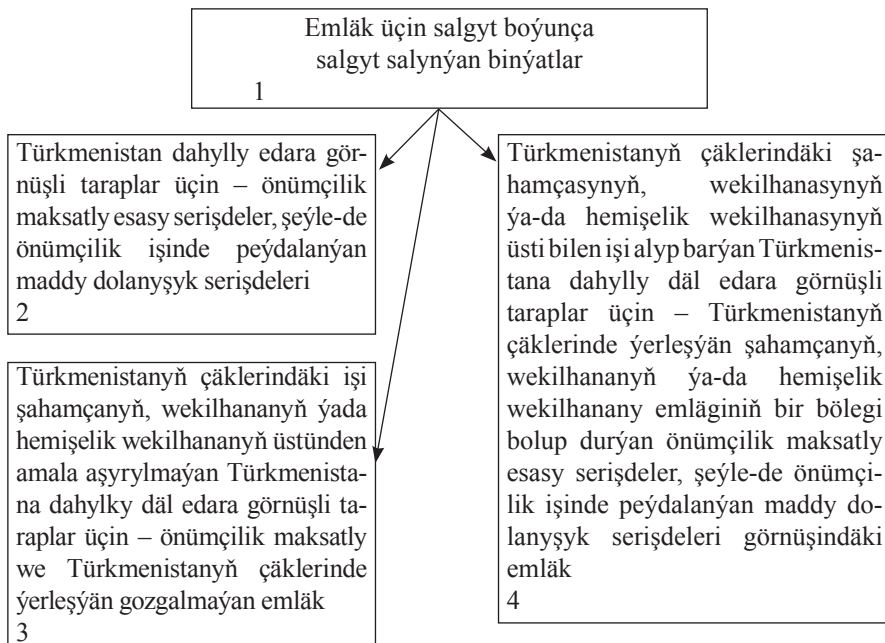 Emläk üçin salgyt boýunça
salgyt salynýan binýatlar
1
Türkmenistan dahylly edara gör-
nüşli taraplar üçin – önümçilik
maksatly esasy serişdeler, şeýle-de
önümçilik işinde peýdalanýan
maddy dolanyşyk serişdeleri
2
Türkmenistanyň çäklerindäki işi
şahamçanyň, wekilhananyň ýada
hemişelik wekilhananyň üstünden
amala aşyrylmaýan Türkmenista-
na dahylky däl edara görnüşli ta-
raplar üçin – önümçilik maksatly
we Türkmenistanyň çäklerinde
ýerleşýän gozgalmaýan emläk
3
Türkmenistanyň çäklerindäki şa-
hamçasynyň, wekilhanasynyň
ýa-da hemişelik wekilhanasynyň
üsti bilen işi alyp barýan Türkmenis-
tana dahylly däl edara görnüşli
taraplar üçin – Türkmenistanyň
çäklerinde ýerleşýän şahamçanyň,
wekilhananyň ýa-da hemişelik
wekilhanany emläginiň bir bölegi
bolup durýan önümçilik maksatly
esasy serişdeler, şeýle-de önümçi-
lik işinde peýdalanýan maddy do-
lanyşyk serişdeleri görnüşindäki
emläk
4